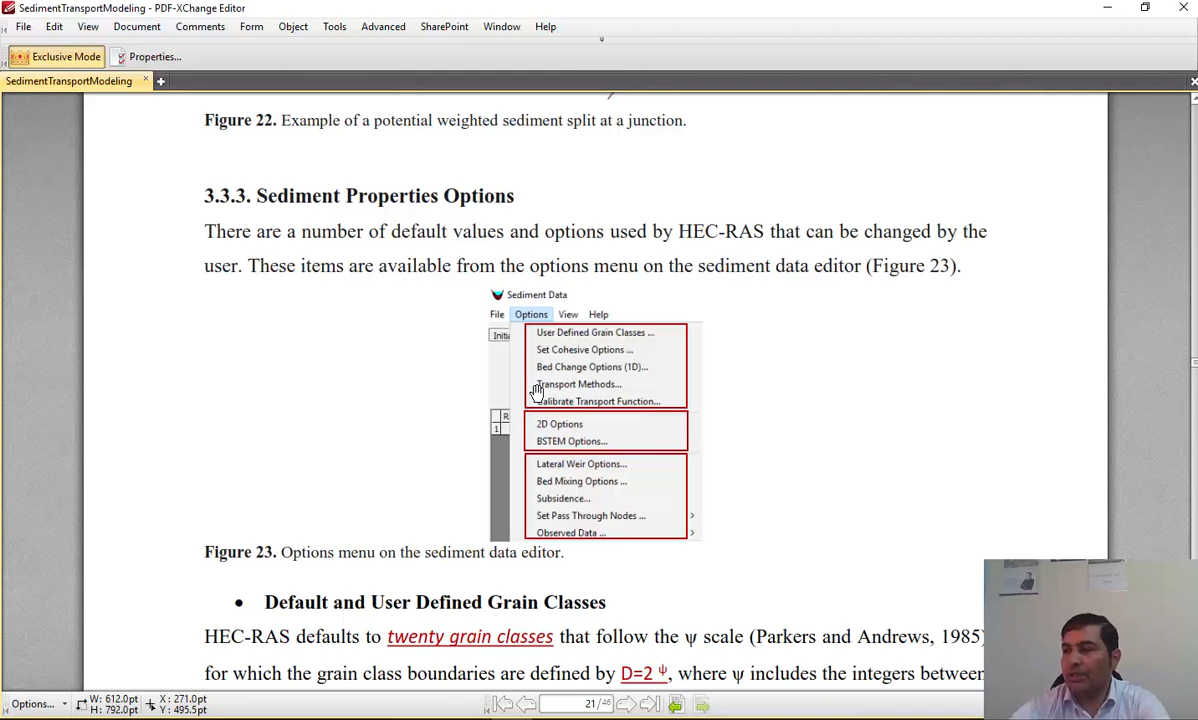 SedimentTransportModeling - PDF-XChange Editor
File Edit View Document Comments Form Object Tools Advanced SharePoint Window Help
Exclusive Mode Properties...
SedimentTransportModeling
Figure 22. Example of a potential weighted sediment split at a junction.
3.3.3. Sediment Properties Options
There are a number of default values and options used by HEC-RAS that can be changed by the
user. These items are available from the options menu on the sediment data editor (Figure 23).
Sediment Data
File Options View Help
Initi
User Defined Grain Classes ...
Set Cohesive Options ...
Bed Change Options (1D)...
Transport Methods...
Calibrate Transport Function...
R
1
2D Options
BSTEM Options...
Lateral Weir Options...
Bed Mixing Options ...
Subsidence...
Set Pass Through Nodes ...
Observed Data ...
Figure 23. Options menu on the sediment data editor.
• Default and User Defined Grain Classes
HEC-RAS defaults to twenty grain classes that follow the ψ scale (Parkers and Andrews, 1985)
for which the grain class boundaries are defined by D=2 ψ, where ψ includes the integers between
Options... W: 612.0pt H: 792.0pt X: 271.0pt Y: 495.5pt 21 / 46